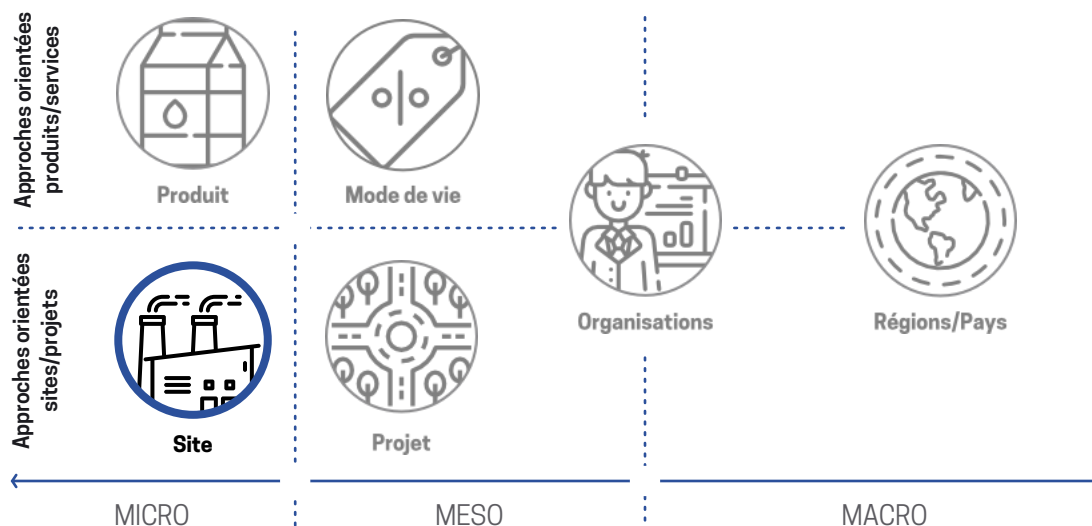 Approches orientées
produits/services
Produit
Mode de vie
Organisations
Régions/Pays
Approches orientées
sites/projets
Site
Projet
MICRO
MESO
MACRO